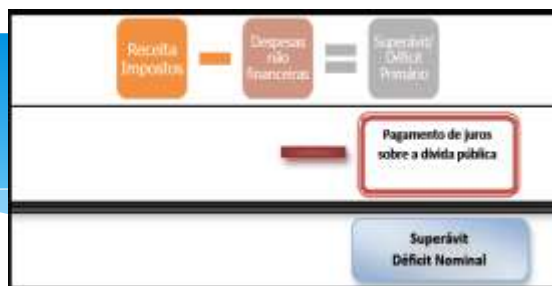 Receita
Impostos
Despesas
não
financeiras
Superávit/
Déficit
Primário
Pagamento de juros
sobre a dívida pública
Superávit
Déficit Nominal